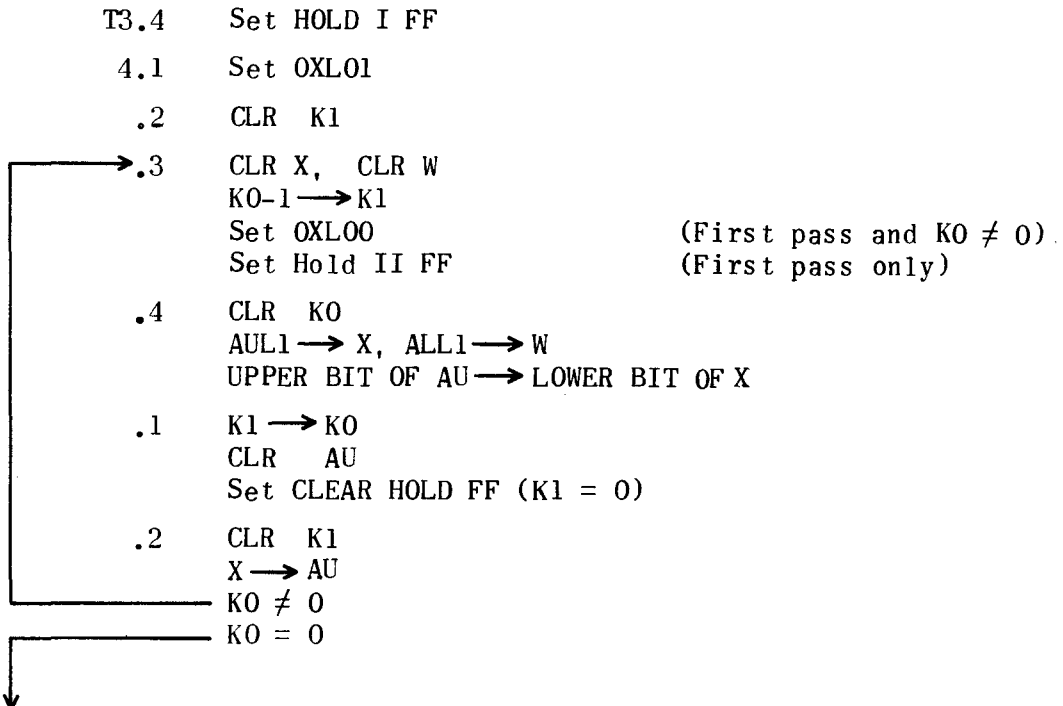 T3.4 Set HOLD I FF
4.1 Set OXL01
.2 CLR K1
.3 CLR X, CLR W
K0-1 → K1
Set OXL00 (First pass and K0 ≠ 0)
Set Hold II FF (First pass only)
.4 CLR K0
AUL1 → X, ALL1 → W
UPPER BIT OF AU → LOWER BIT OF X
.1 K1 → K0
CLR AU
Set CLEAR HOLD FF (K1 = 0)
.2 CLR K1
X → AU
K0 ≠ 0
K0 = 0